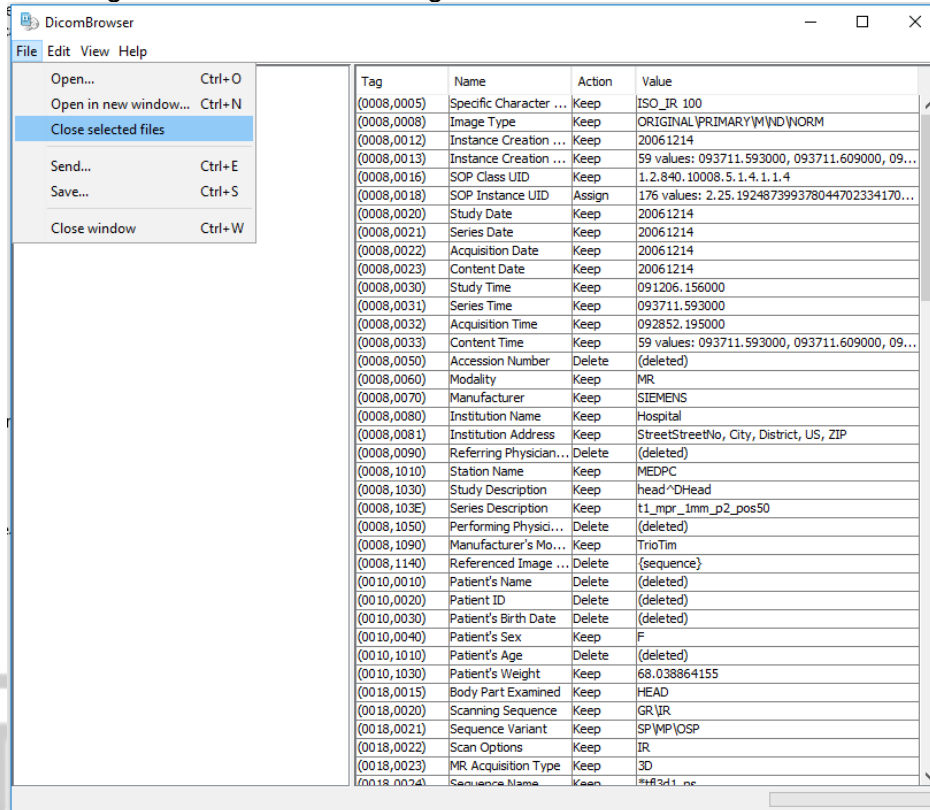 DicomBrowser
File Edit View Help
Open... Ctrl+O
Open in new window... Ctrl+N
Close selected files
Send... Ctrl+E
Save... Ctrl+S
Close window Ctrl+W
Tag Name Action Value
(0008,0005) Specific Character ... Keep ISO_IR 100
(0008,0008) Image Type Keep ORIGINAL\PRIMARY\M\ND\NORM
(0008,0012) Instance Creation ... Keep 20061214
(0008,0013) Instance Creation ... Keep 59 values: 093711.593000, 093711.609000, 09...
(0008,0016) SOP Class UID Keep 1.2.840.10008.5.1.4.1.1.4
(0008,0018) SOP Instance UID Assign 176 values: 2.25.192487399378044702334170...
(0008,0020) Study Date Keep 20061214
(0008,0021) Series Date Keep 20061214
(0008,0022) Acquisition Date Keep 20061214
(0008,0023) Content Date Keep 20061214
(0008,0030) Study Time Keep 091206.156000
(0008,0031) Series Time Keep 093711.593000
(0008,0032) Acquisition Time Keep 092852.195000
(0008,0033) Content Time Keep 59 values: 093711.593000, 093711.609000, 09...
(0008,0050) Accession Number Delete (deleted)
(0008,0060) Modality Keep MR
(0008,0070) Manufacturer Keep SIEMENS
(0008,0080) Institution Name Keep Hospital
(0008,0081) Institution Address Keep StreetStreetNo, City, District, US, ZIP
(0008,0090) Referring Physician... Delete (deleted)
(0008,1010) Station Name Keep MEDPC
(0008,1030) Study Description Keep head^DHead
(0008,103E) Series Description Keep t1_mpr_1mm_p2_pos50
(0008,1050) Performing Physici... Delete (deleted)
(0008,1090) Manufacturer's Mo... Keep TrioTim
(0008,1140) Referenced Image ... Delete {sequence}
(0010,0010) Patient's Name Delete (deleted)
(0010,0020) Patient ID Delete (deleted)
(0010,0030) Patient's Birth Date Delete (deleted)
(0010,0040) Patient's Sex Keep F
(0010,1010) Patient's Age Delete (deleted)
(0010,1030) Patient's Weight Keep 68.038864155
(0018,0015) Body Part Examined Keep HEAD
(0018,0020) Scanning Sequence Keep GR\IR
(0018,0021) Sequence Variant Keep SP\MP\OSP
(0018,0022) Scan Options Keep IR
(0018,0023) MR Acquisition Type Keep 3D
(0018,0024) Sequence Name Keep *tfl3d1_ns